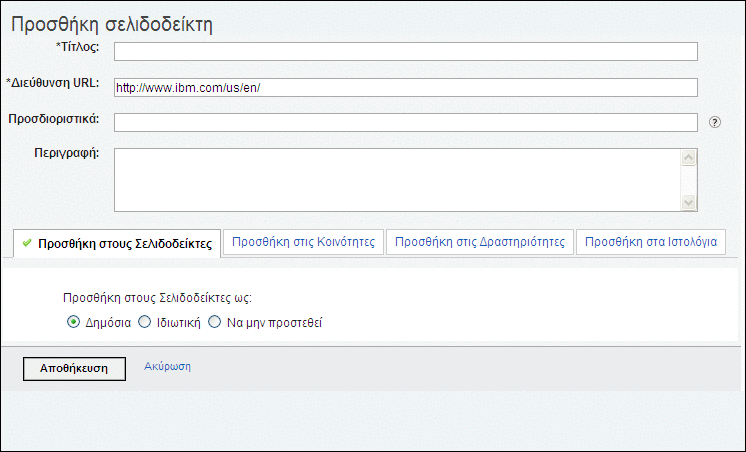 Προσθήκη σελιδοδείκτη
*Τίτλος:
*Διεύθυνση URL: http://www.ibm.com/us/en/
Προσδιοριστικά: ?
Περιγραφή:
Προσθήκη στους Σελιδοδείκτες Προσθήκη στις Κοινότητες Προσθήκη στις Δραστηριότητες Προσθήκη στα Ιστολόγια
Προσθήκη στους Σελιδοδείκτες ως:
Δημόσια Ιδιωτική Να μην προστεθεί
Αποθήκευση Ακύρωση